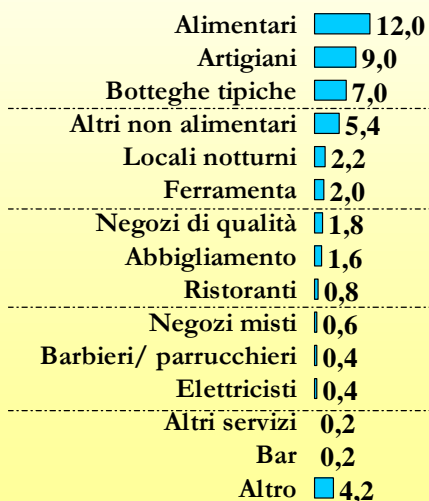 Alimentari 12,0
Artigiani 9,0
Botteghe tipiche 7,0
Altri non alimentari 5,4
Locali notturni 2,2
Ferramenta 2,0
Negozi di qualità 1,8
Abbigliamento 1,6
Ristoranti 0,8
Negozi misti 0,6
Barbieri/ parrucchieri 0,4
Elettricisti 0,4
Altri servizi 0,2
Bar 0,2
Altro 4,2